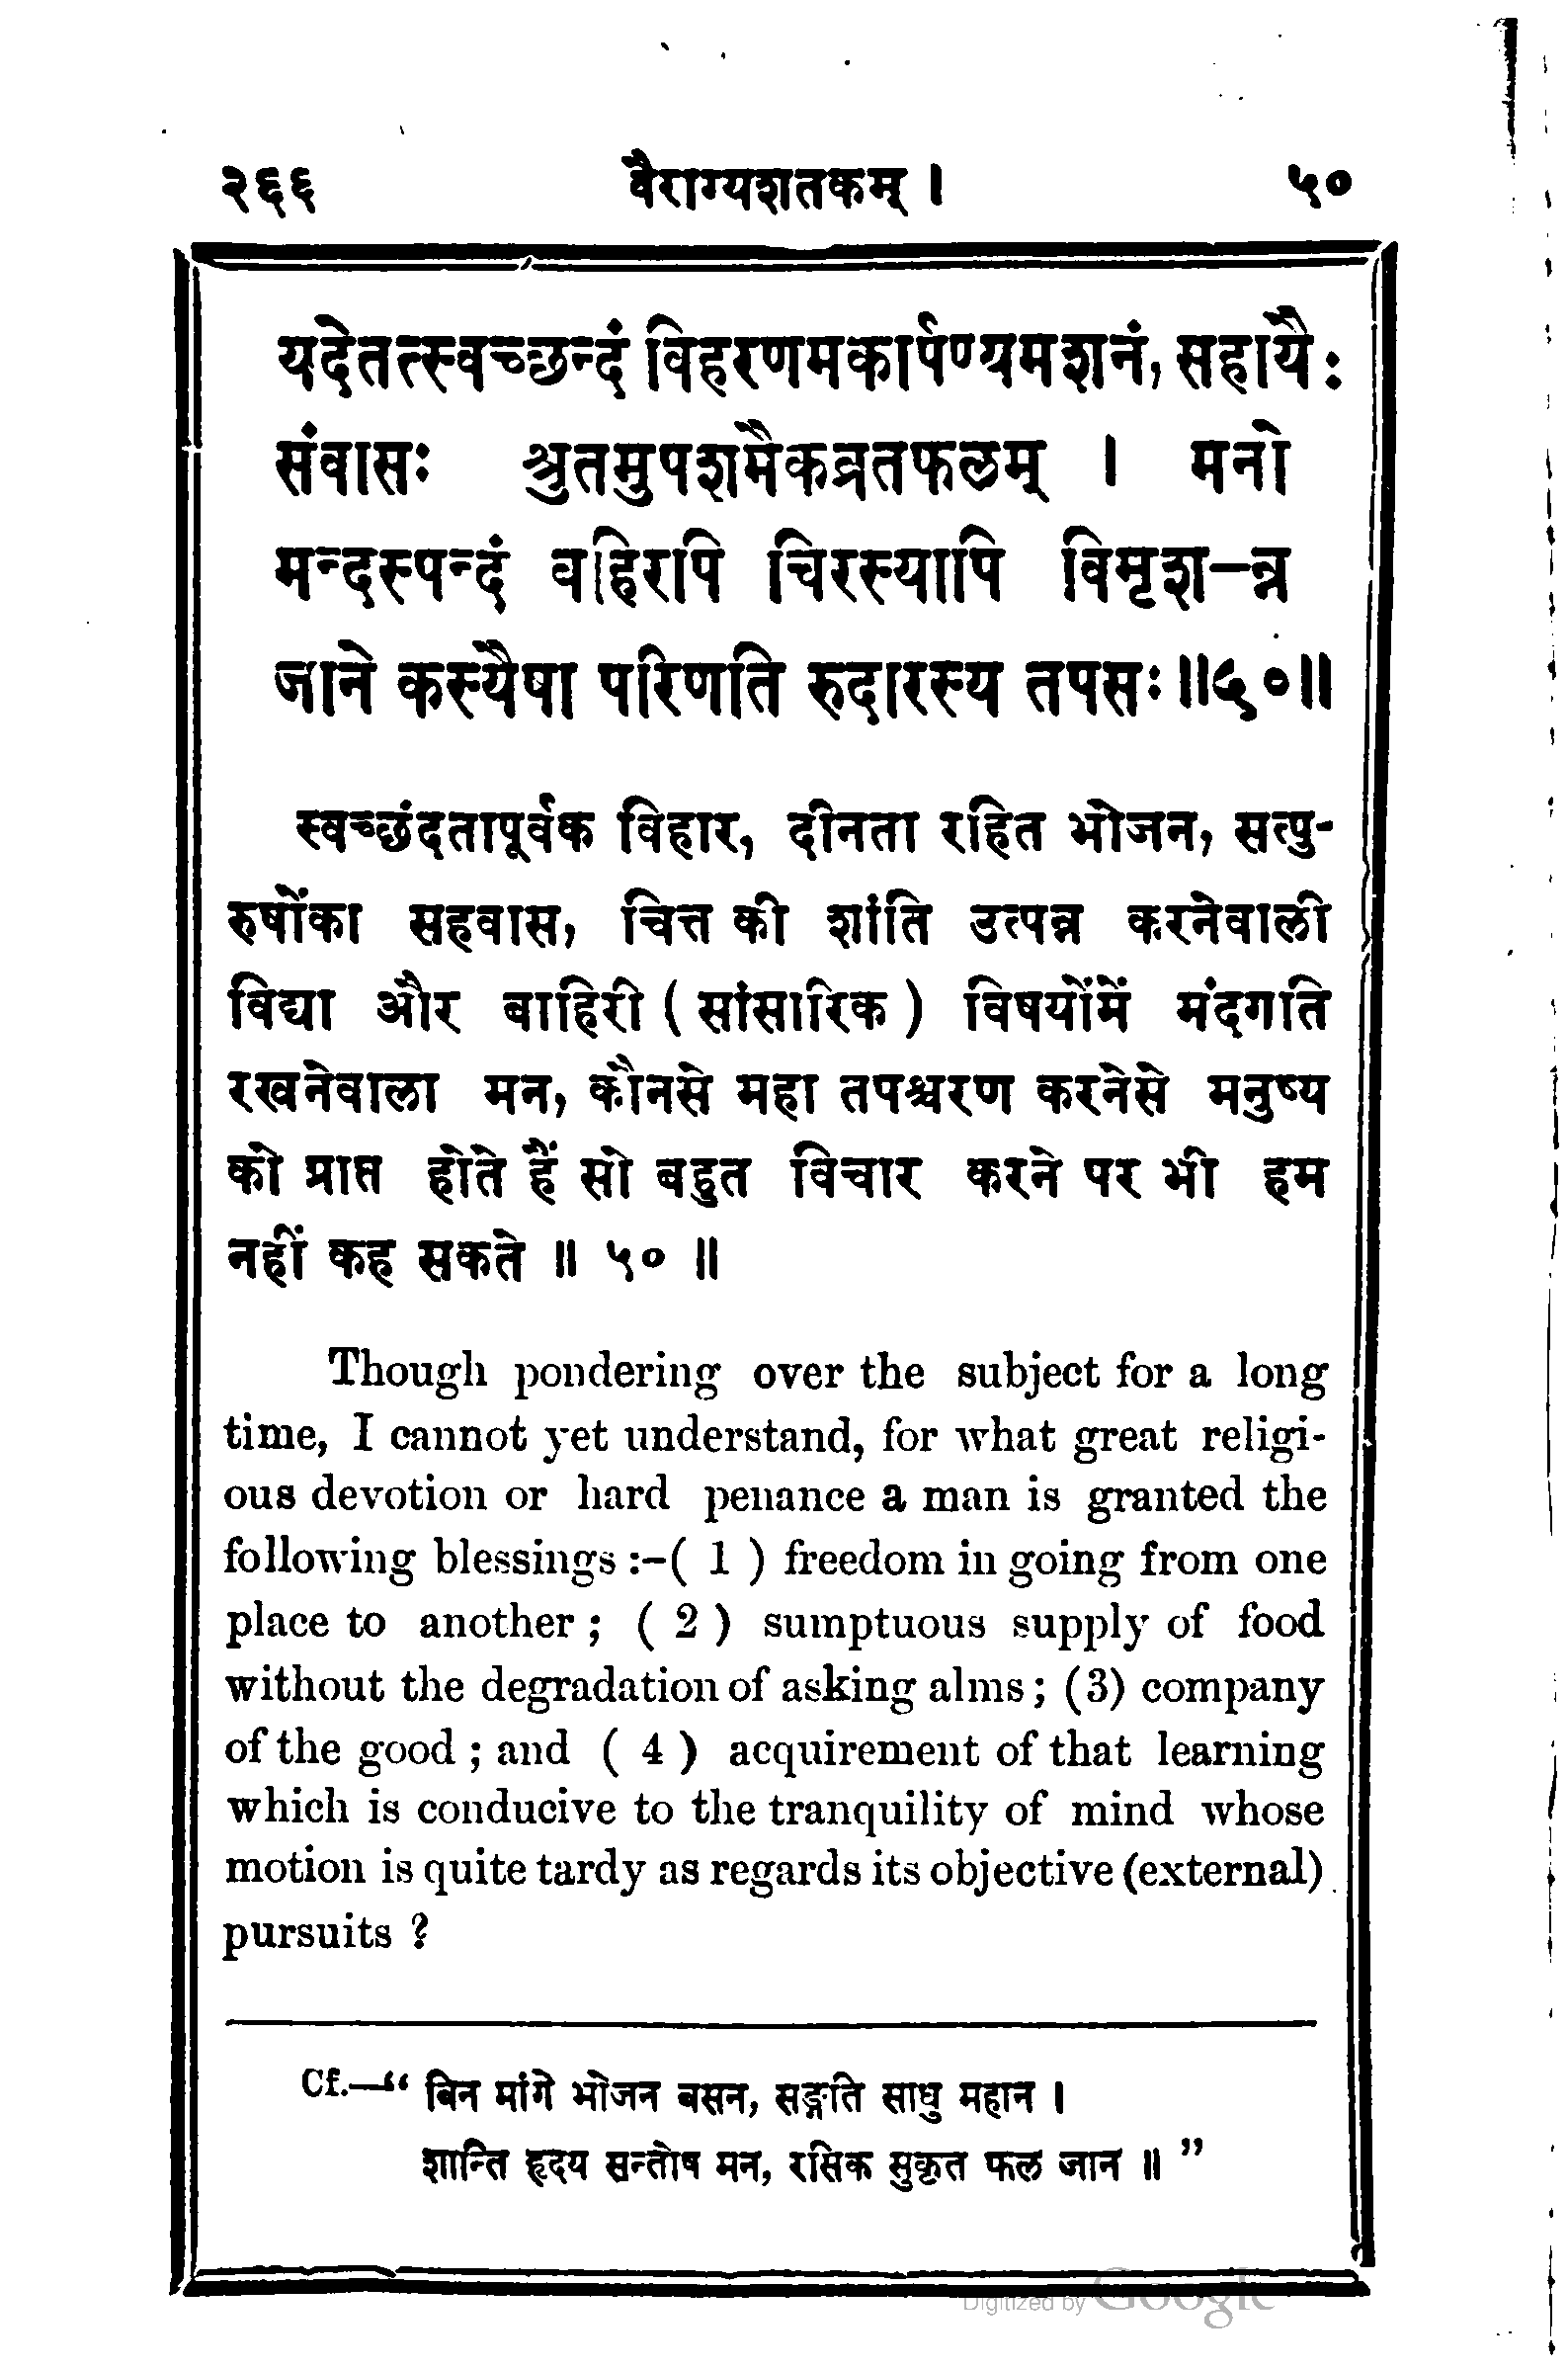 २६६ वैराग्यशतकम् । ५०
यदेतत्स्वच्छन्दं विहरणमकार्पण्यमशनं, सहार्यैः
संवासः श्रुतमुपशमैकव्रतफलम् । मनो
मन्दस्पन्दं वहिरपि चिरस्यापि विमृश-न्न
जाने कस्यैषा परिणति रुदारस्य तपसः॥५०॥
स्वच्छंदतापूर्वक विहार, दीनता रहित भोजन, सत्पु-
रुषोंका सहवास, चित्त की शांति उत्पन्न करनेवाली
विद्या और बाहिरी ( सांसारिक ) विषयोंमें मंदगति
रखनेवाला मन, कौनसे महा तपश्चरण करनेसे मनुष्य
को प्राप्त होते हैं सो बहुत विचार करने पर भी हम
नहीं कह सकते ॥ ५० ॥
Though pondering over the subject for a long
time, I cannot yet understand, for what great religi-
ous devotion or hard penance a man is granted the
following blessings :-( 1 ) freedom in going from one
place to another ; ( 2 ) sumptuous supply of food
without the degradation of asking alms ; (3) company
of the good ; and ( 4 ) acquirement of that learning
which is conducive to the tranquility of mind whose
motion is quite tardy as regards its objective (external)
pursuits ?
Cf.—“ बिन मांगे भोजन बसन, सङ्गति साधु महान ।
शान्ति हृदय सन्तोष मन, रसिक सुकृत फल जान ॥ ”
Digitized by Google